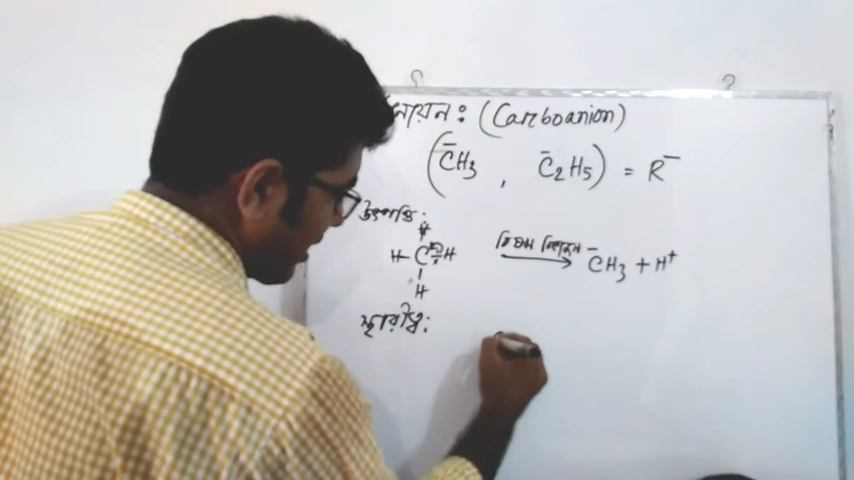 (Carboanion)
(C̄H₃ , C̄₂H₅) = R⁻
উৎপত্তি:
H
H - C H → বিষম বিভাজন C̄H₃ + H⁺
H
স্থায়ীত্ব: